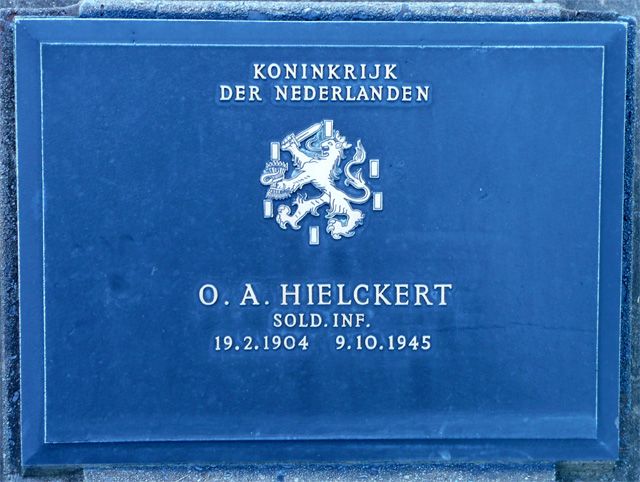 KONINKRIJK
DER NEDERLANDEN
O. A. HIELCKERT
SOLD. INF.
19.2.1904 9.10.1945